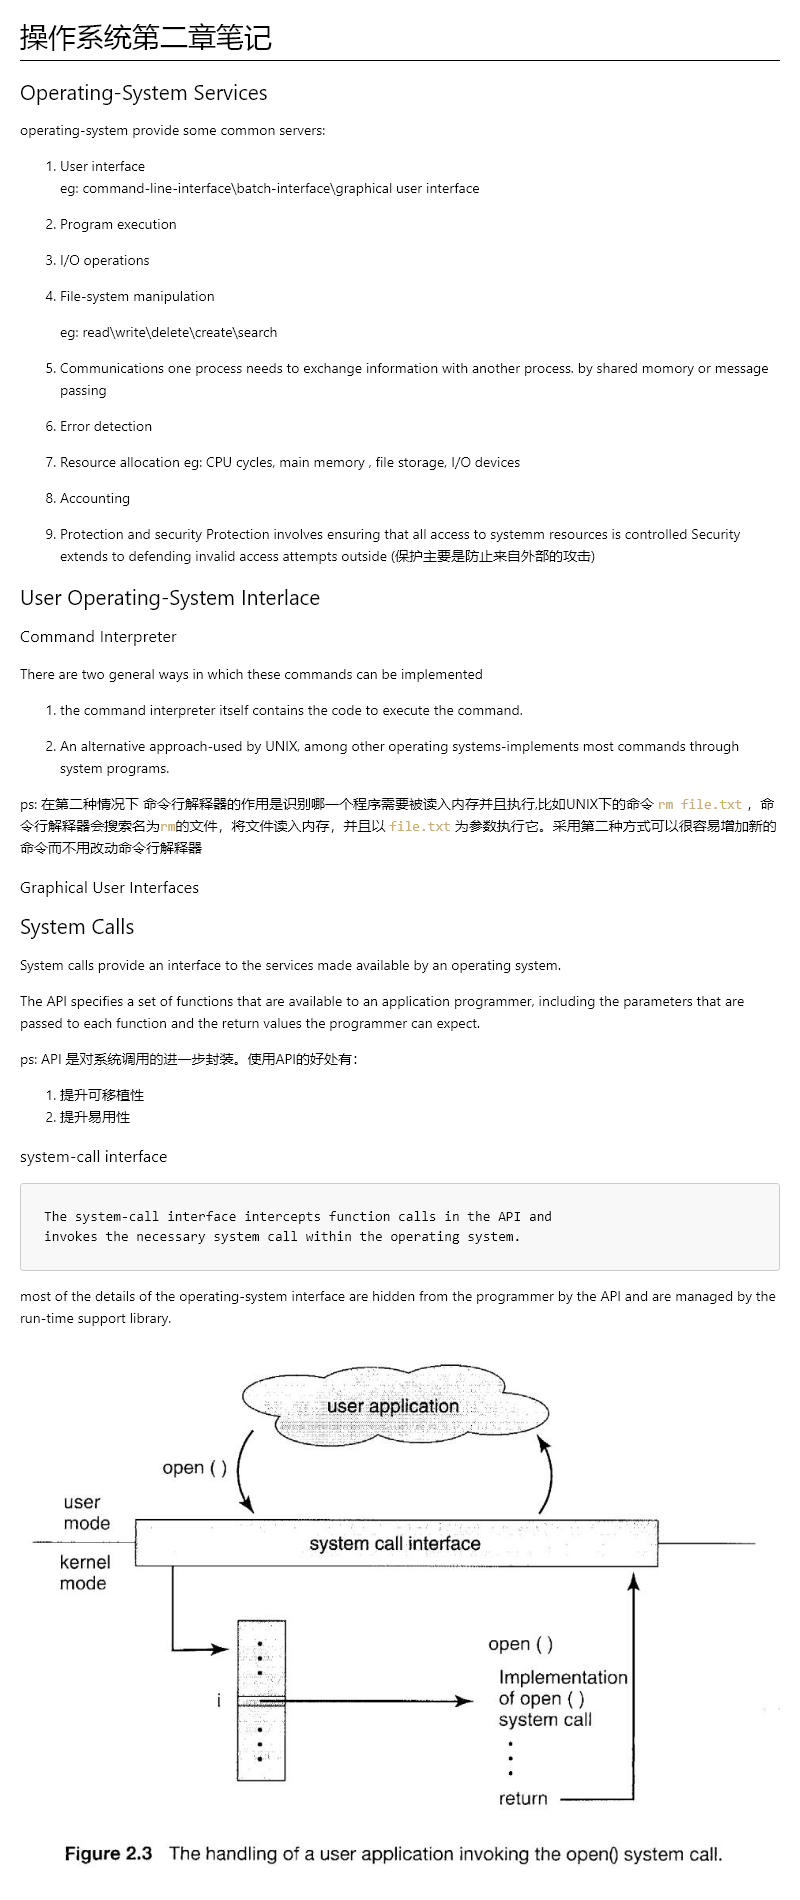 操作系统第二章笔记
Operating-System Services
operating-system provide some common servers:
1. User interface
eg: command-line-interface\batch-interface\graphical user interface
2. Program execution
3. I/O operations
4. File-system manipulation
eg: read\write\delete\create\search
5. Communications one process needs to exchange information with another process. by shared momory or message
passing
6. Error detection
7. Resource allocation eg: CPU cycles, main memory , file storage, I/O devices
8. Accounting
9. Protection and security Protection involves ensuring that all access to systemm resources is controlled Security
extends to defending invalid access attempts outside (保护主要是防止来自外部的攻击)
User Operating-System Interlace
Command Interpreter
There are two general ways in which these commands can be implemented
1. the command interpreter itself contains the code to execute the command.
2. An alternative approach-used by UNIX, among other operating systems-implements most commands through
system programs.
ps: 在第二种情况下 命令行解释器的作用是识别哪一个程序需要被读入内存并且执行,比如UNIX下的命令 rm file.txt ，命
令行解释器会搜索名为rm的文件，将文件读入内存，并且以 file.txt 为参数执行它。采用第二种方式可以很容易增加新的
命令而不用改动命令行解释器
Graphical User Interfaces
System Calls
System calls provide an interface to the services made available by an operating system.
The API specifies a set of functions that are available to an application programmer, including the parameters that are
passed to each function and the return values the programmer can expect.
ps: API 是对系统调用的进一步封装。使用API的好处有：
1. 提升可移植性
2. 提升易用性
system-call interface
The system-call interface intercepts function calls in the API and
invokes the necessary system call within the operating system.
most of the details of the operating-system interface are hidden from the programmer by the API and are managed by the
run-time support library.
user application
open ( )
user
mode
system call interface
kernel
mode
open ( )
Implementation
i
of open ( )
system call
return
Figure 2.3 The handling of a user application invoking the open() system call.